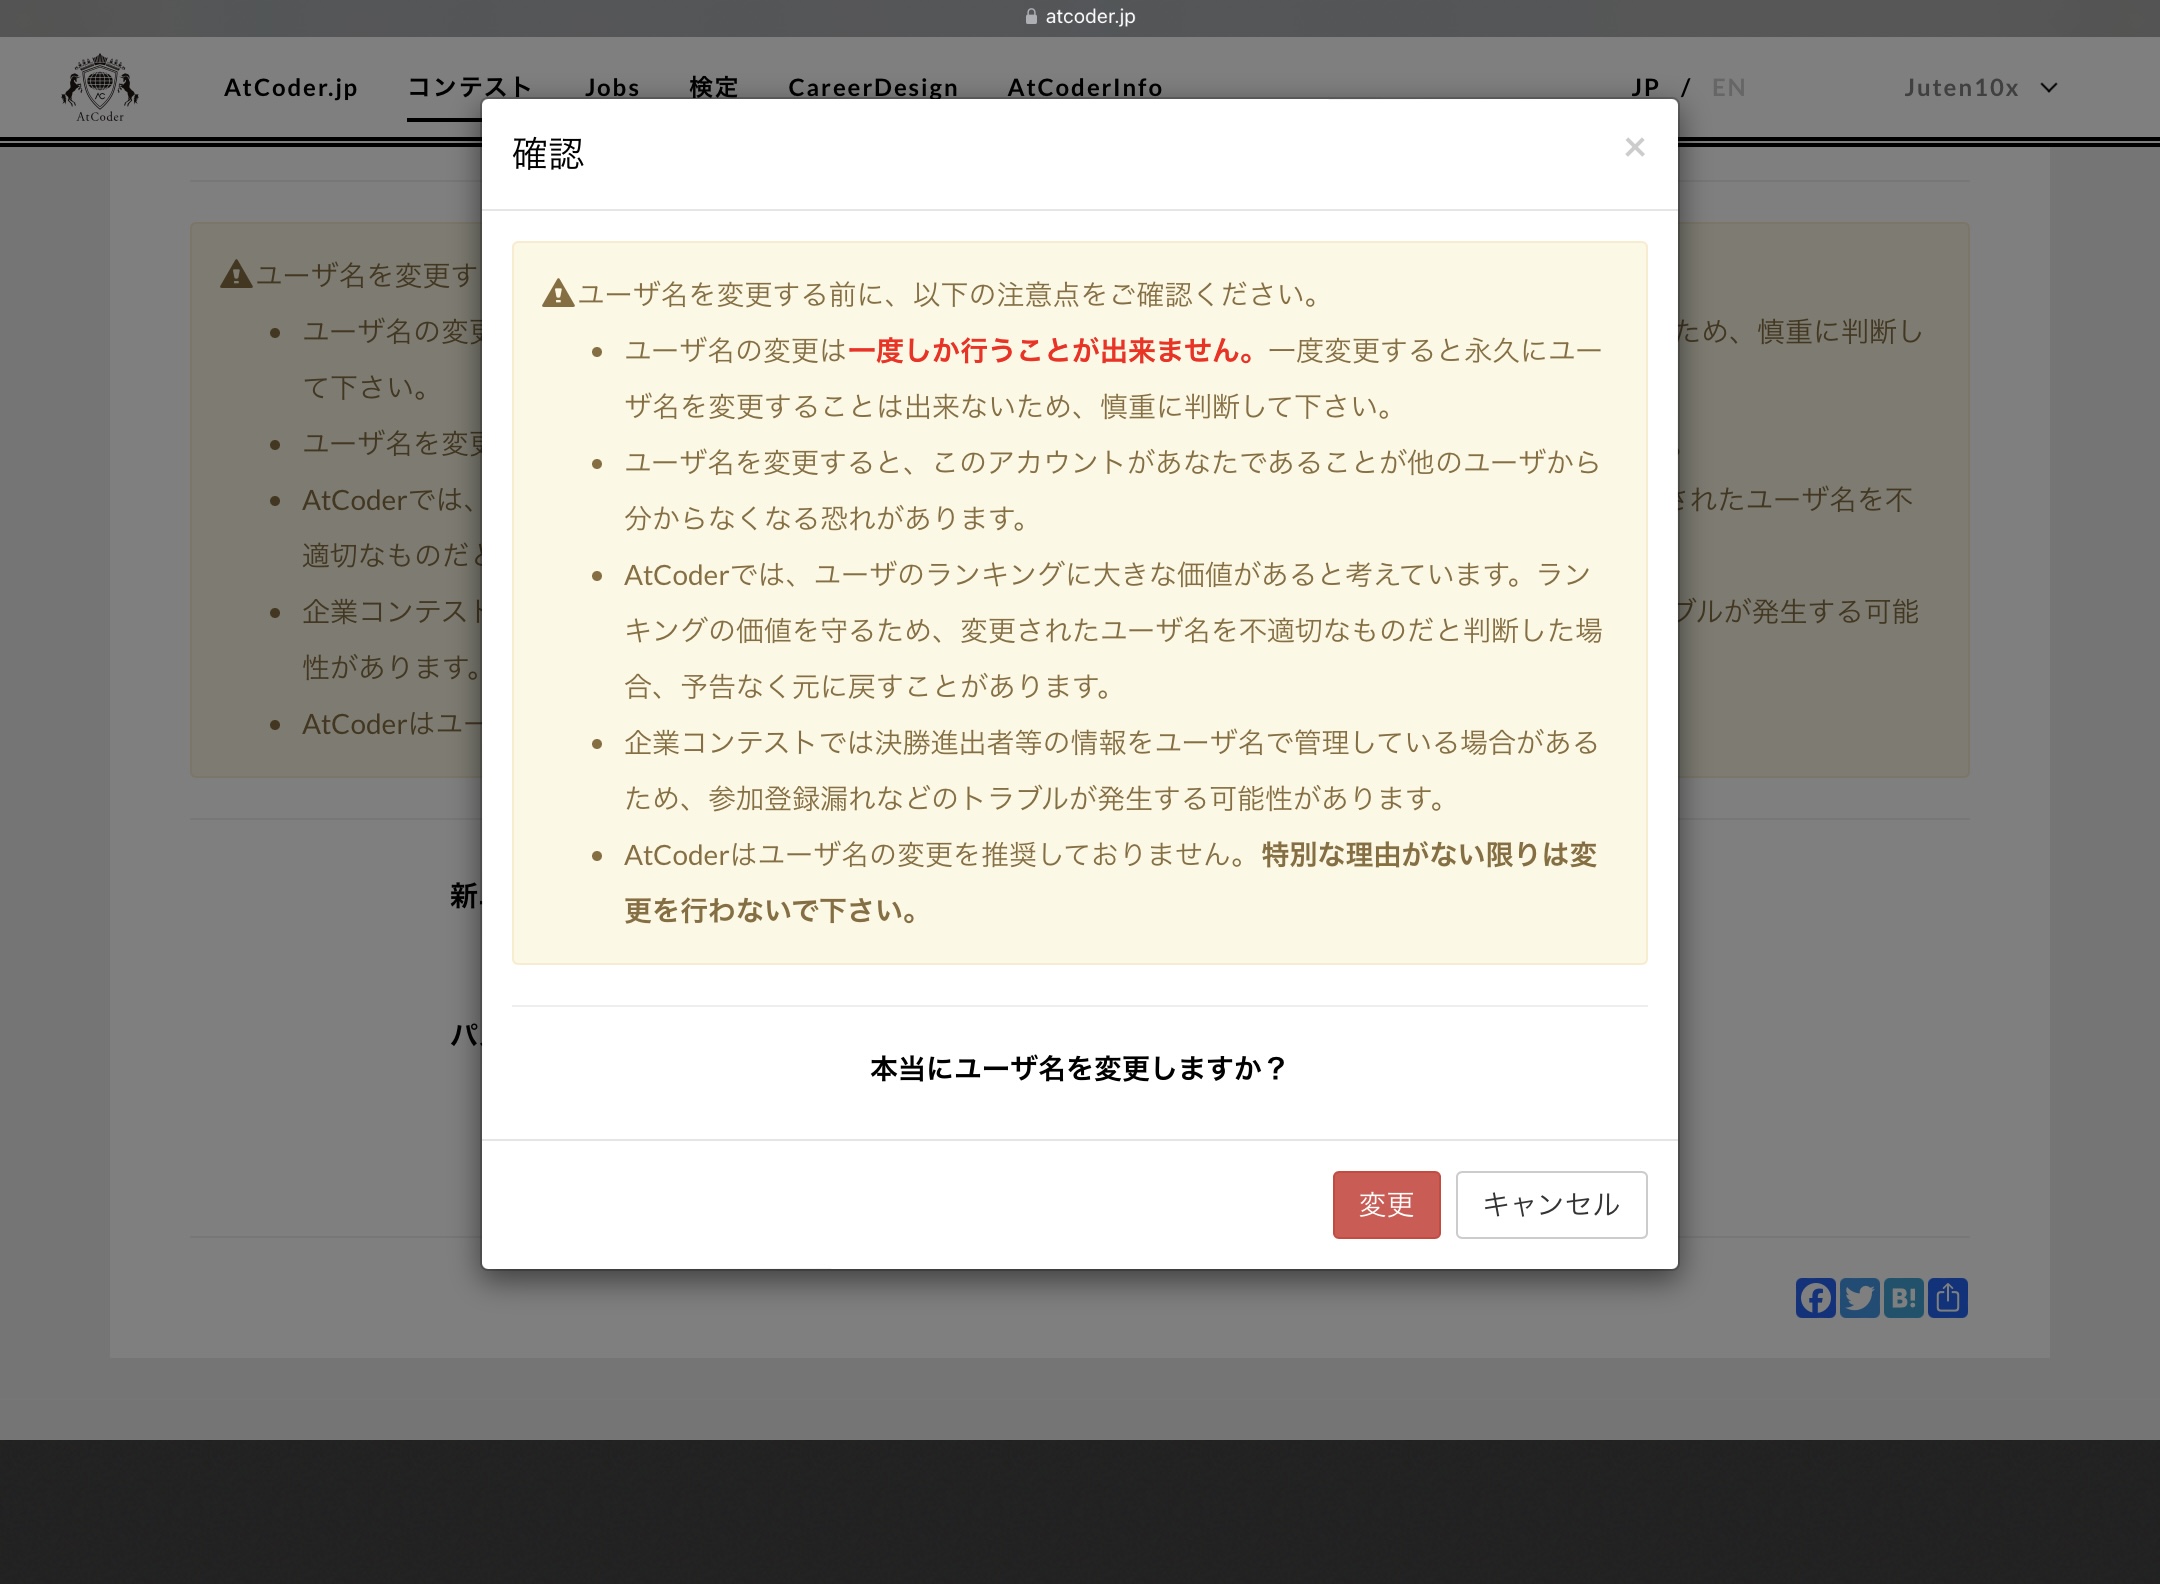 atcoder.jp
AtCoder
AtCoder.jp コンテスト Jobs 検定 CareerDesign AtCoderInfo JP / EN Juten10x
確認 ×
ユーザ名を変更する前に、以下の注意点をご確認ください。
ユーザ名の変更は一度しか行うことが出来ません。一度変更すると永久にユー
ザ名を変更することは出来ないため、慎重に判断して下さい。
ユーザ名を変更すると、このアカウントがあなたであることが他のユーザから
分からなくなる恐れがあります。
AtCoderでは、ユーザのランキングに大きな価値があると考えています。ラン
キングの価値を守るため、変更されたユーザ名を不適切なものだと判断した場
合、予告なく元に戻すことがあります。
企業コンテストでは決勝進出者等の情報をユーザ名で管理している場合がある
ため、参加登録漏れなどのトラブルが発生する可能性があります。
AtCoderはユーザ名の変更を推奨しておりません。特別な理由がない限りは変
更を行わないで下さい。
本当にユーザ名を変更しますか？
変更 キャンセル
ユーザ名を変更す
ユーザ名の変更
ため、慎重に判断し
て下さい。
ユーザ名を変更
AtCoderでは、
されたユーザ名を不
適切なものだと
企業コンテスト
ブルが発生する可能
性があります。
AtCoderはユー
新
パ
B!